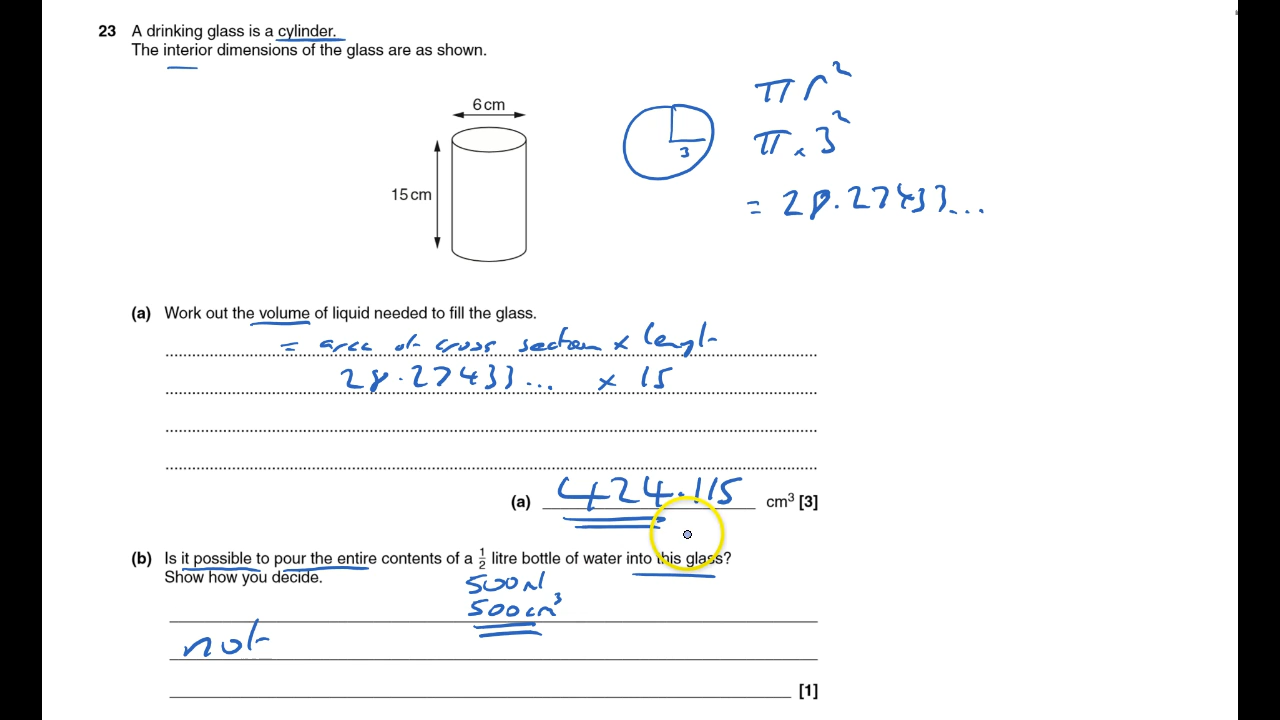 23 A drinking glass is a cylinder.
The interior dimensions of the glass are as shown.
6 cm
15 cm
3
π r²
π × 3²
= 28.27433...
(a) Work out the volume of liquid needed to fill the glass.
= area of cross section × length
28.27433... × 15
(a) 424.115 cm³ [3]
(b) Is it possible to pour the entire contents of a ½ litre bottle of water into this glass?
Show how you decide.
500ml
500cm³
not
[1]